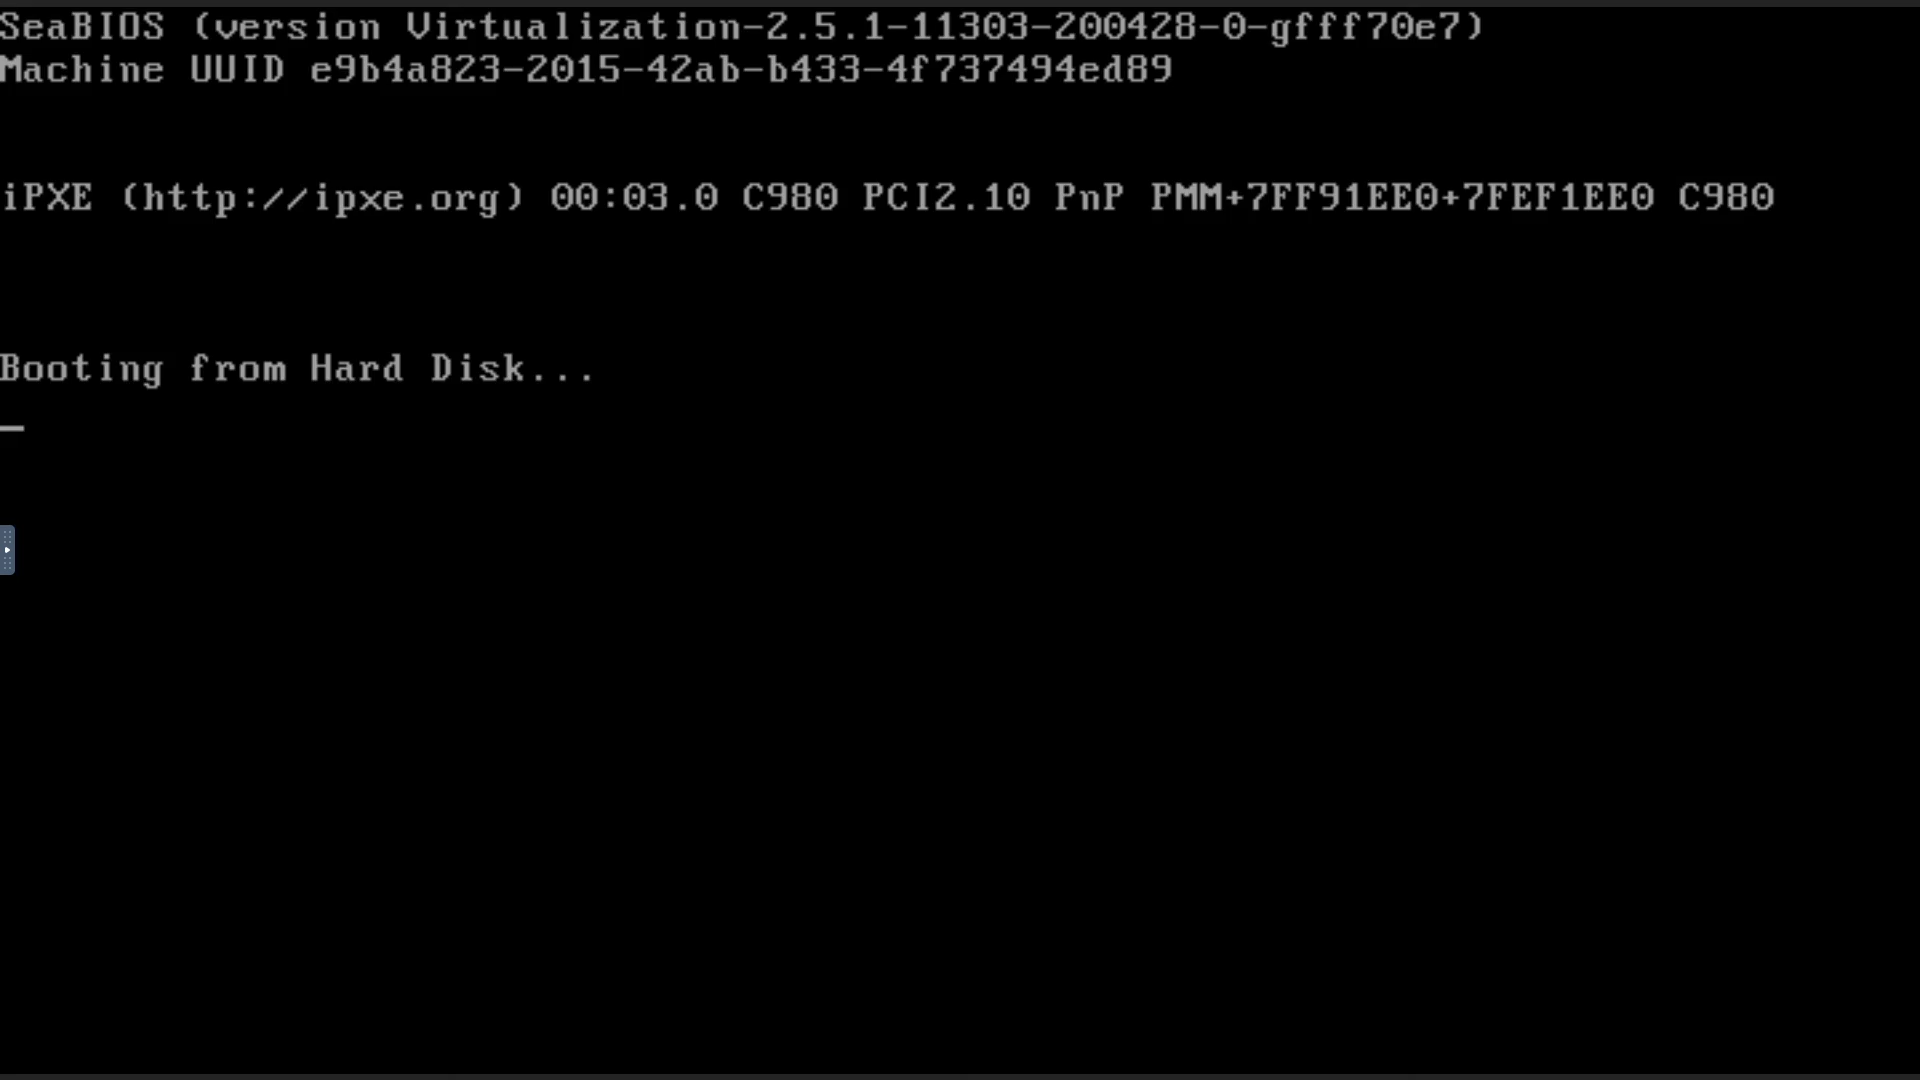 SeaBIOS (version Virtualization-2.5.1-11303-200428-0-gfff70e7)
Machine UUID e9b4a823-2015-42ab-b433-4f737494ed89
iPXE (http://ipxe.org) 00:03.0 C980 PCI2.10 PnP PMM+7FF91EE0+7FEF1EE0 C980
Booting from Hard Disk...